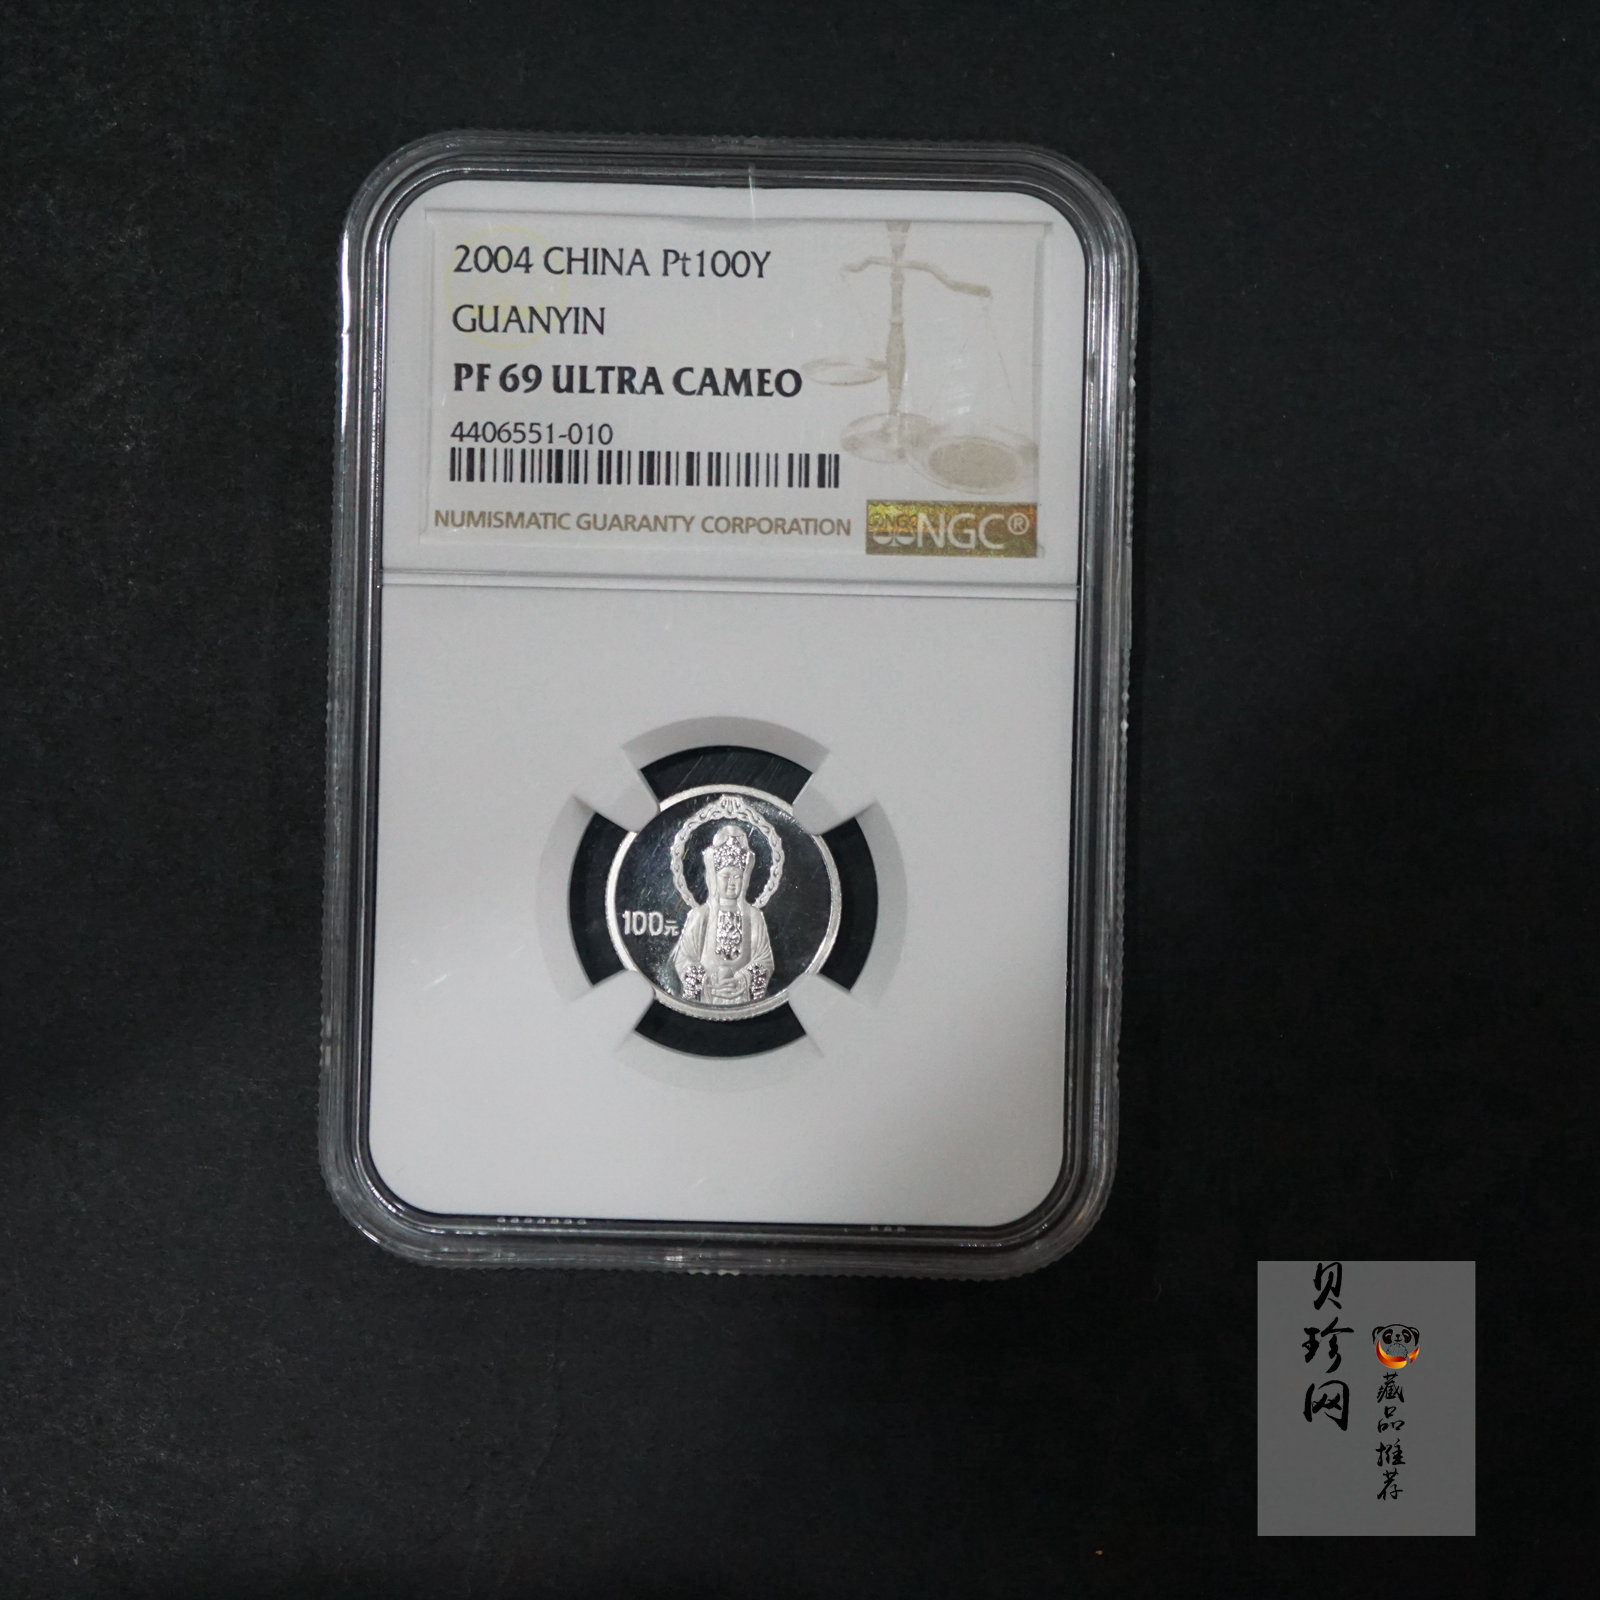 2004 CHINA Pt100Y
GUANYIN
PF 69 ULTRA CAMEO
4406551-010
NUMISMATIC GUARANTY CORPORATION
NGC®
100元
贝珍网
藏品推荐